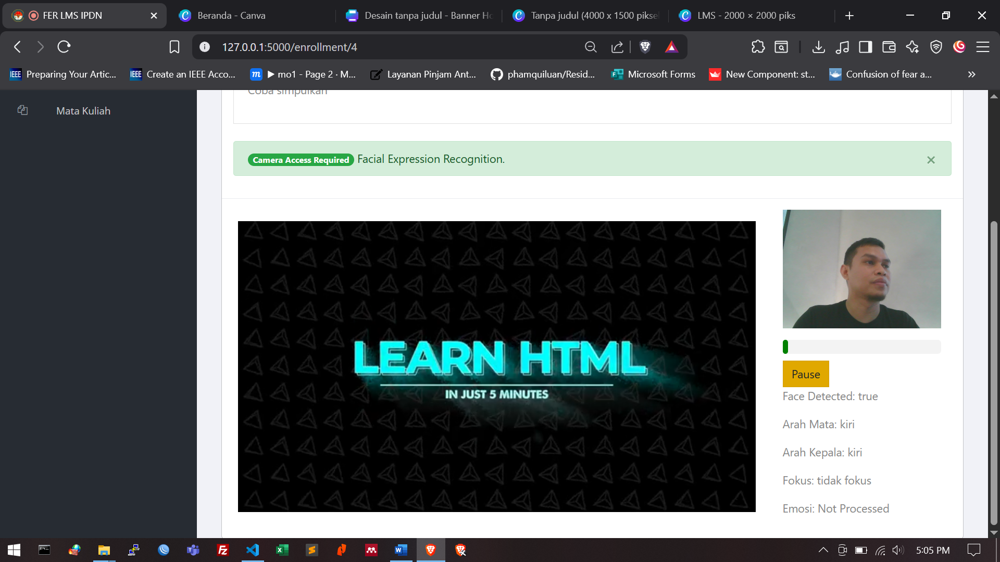 FER LMS IPDN
Beranda - Canva
Desain tanpa judul - Banner Ho
Tanpa judul (4000 x 1500 piksel
LMS - 2000 × 2000 piks
127.0.0.1:5000/enrollment/4
IEEE Preparing Your Artic...
IEEE Create an IEEE Acco...
m ▶ mo1 - Page 2 · M...
Layanan Pinjam Ant...
phamquiluan/Resid...
Microsoft Forms
New Component: st...
Confusion of fear a...
»
Mata Kuliah
Coba simpulkan
Camera Access Required Facial Expression Recognition.
×
LEARN HTML
IN JUST 5 MINUTES
Pause
Face Detected: true
Arah Mata: kiri
Arah Kepala: kiri
Fokus: tidak fokus
Emosi: Not Processed
5:05 PM